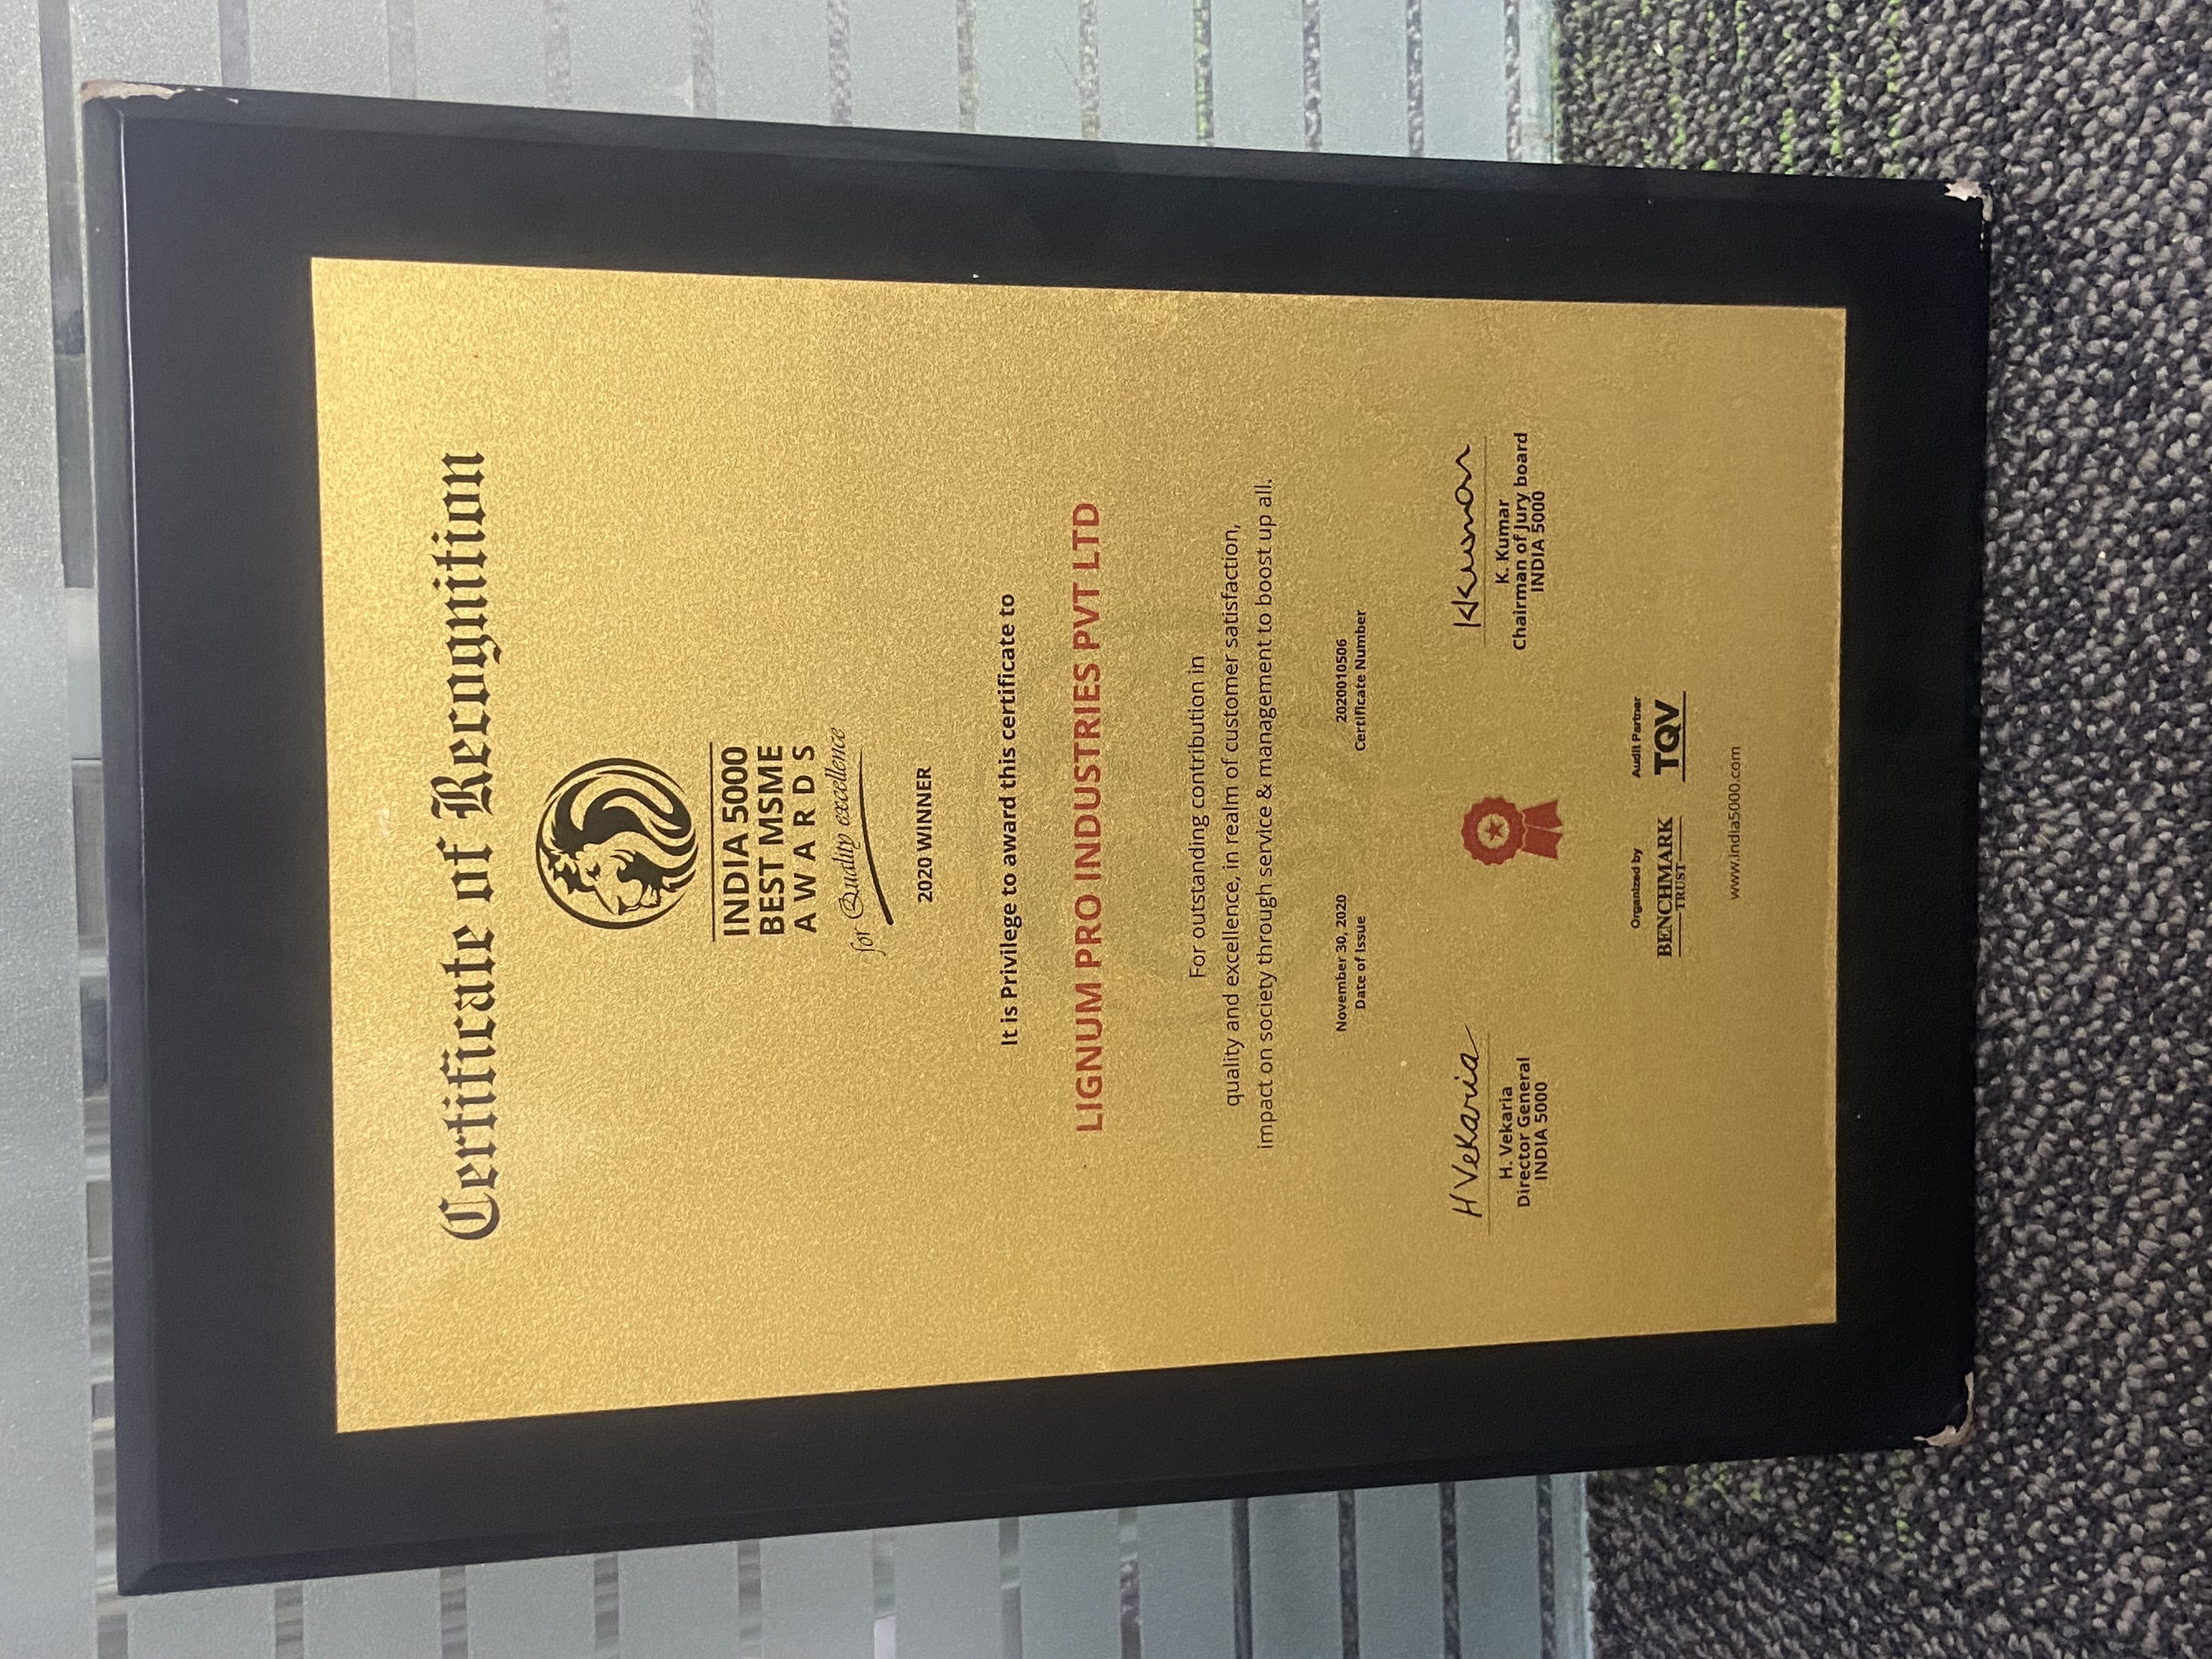 Certificate of Recognition
INDIA 5000
BEST MSME
AWARDS
for Quality excellence
2020 WINNER
It is Privilege to award this certificate to
LIGNUM PRO INDUSTRIES PVT LTD
For outstanding contribution in
quality and excellence, in realm of customer satisfaction,
impact on society through service & management to boost up all.
November 30, 2020
Date of Issue
2020010506
Certificate Number
H Vekaria
H. Vekaria
Director General
INDIA 5000
KKumar
K. Kumar
Chairman of Jury board
INDIA 5000
Organized by
BENCHMARK
TRUST
Audit Partner
TQV
www.india5000.com